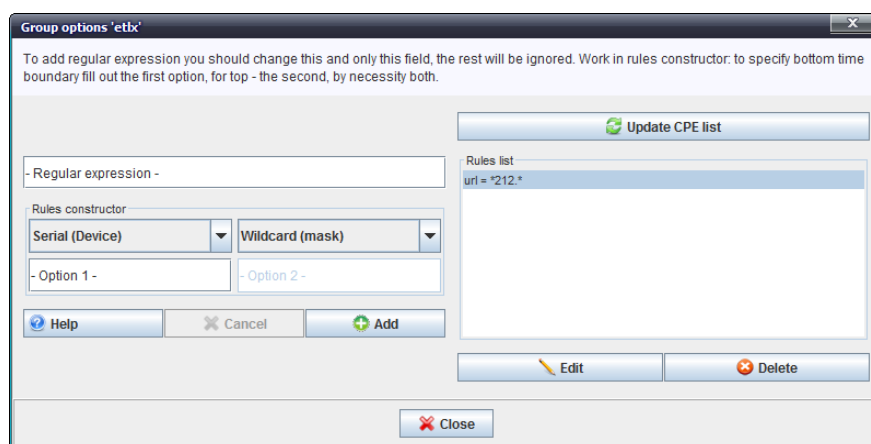 Group options 'etlx'
To add regular expression you should change this and only this field, the rest will be ignored. Work in rules constructor: to specify bottom time
boundary fill out the first option, for top - the second, by necessity both.
Update CPE list
- Regular expression -
Rules list
url = *212.*
Rules constructor
Serial (Device)
Wildcard (mask)
- Option 1 -
- Option 2 -
Help
Cancel
Add
Edit
Delete
Close